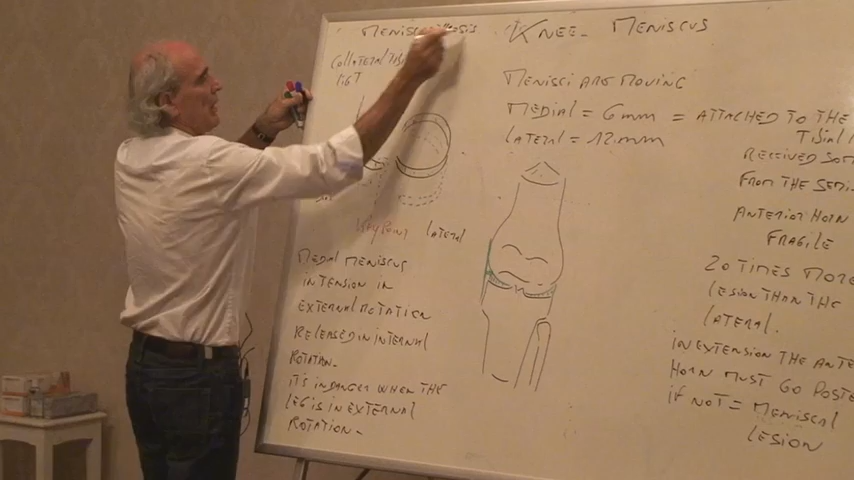 KNEE - MENISCUS
MENISCI ARE MOVING
MEDIAL = 6mm = ATTACHED TO THE
TIBIAL
LATERAL = 12mm
RECEIVED SOM
FROM THE SEMI
ANTERIOR HORN
FRAGILE
20 TIMES MORE
LESION THAN THE
LATERAL.
IN EXTENSION THE ANTE
HORN MUST GO POSTE
IF NOT = MENISCAL
LESION
COLLATERAL
KEYPOINT LATERAL
MEDIAL MENISCUS
IN TENSION IN
EXTERNAL ROTATION
RELEASED IN INTERNAL
ROTATION.
IT'S IN DANGER WHEN THE
LEG IS IN EXTERNAL
ROTATION -